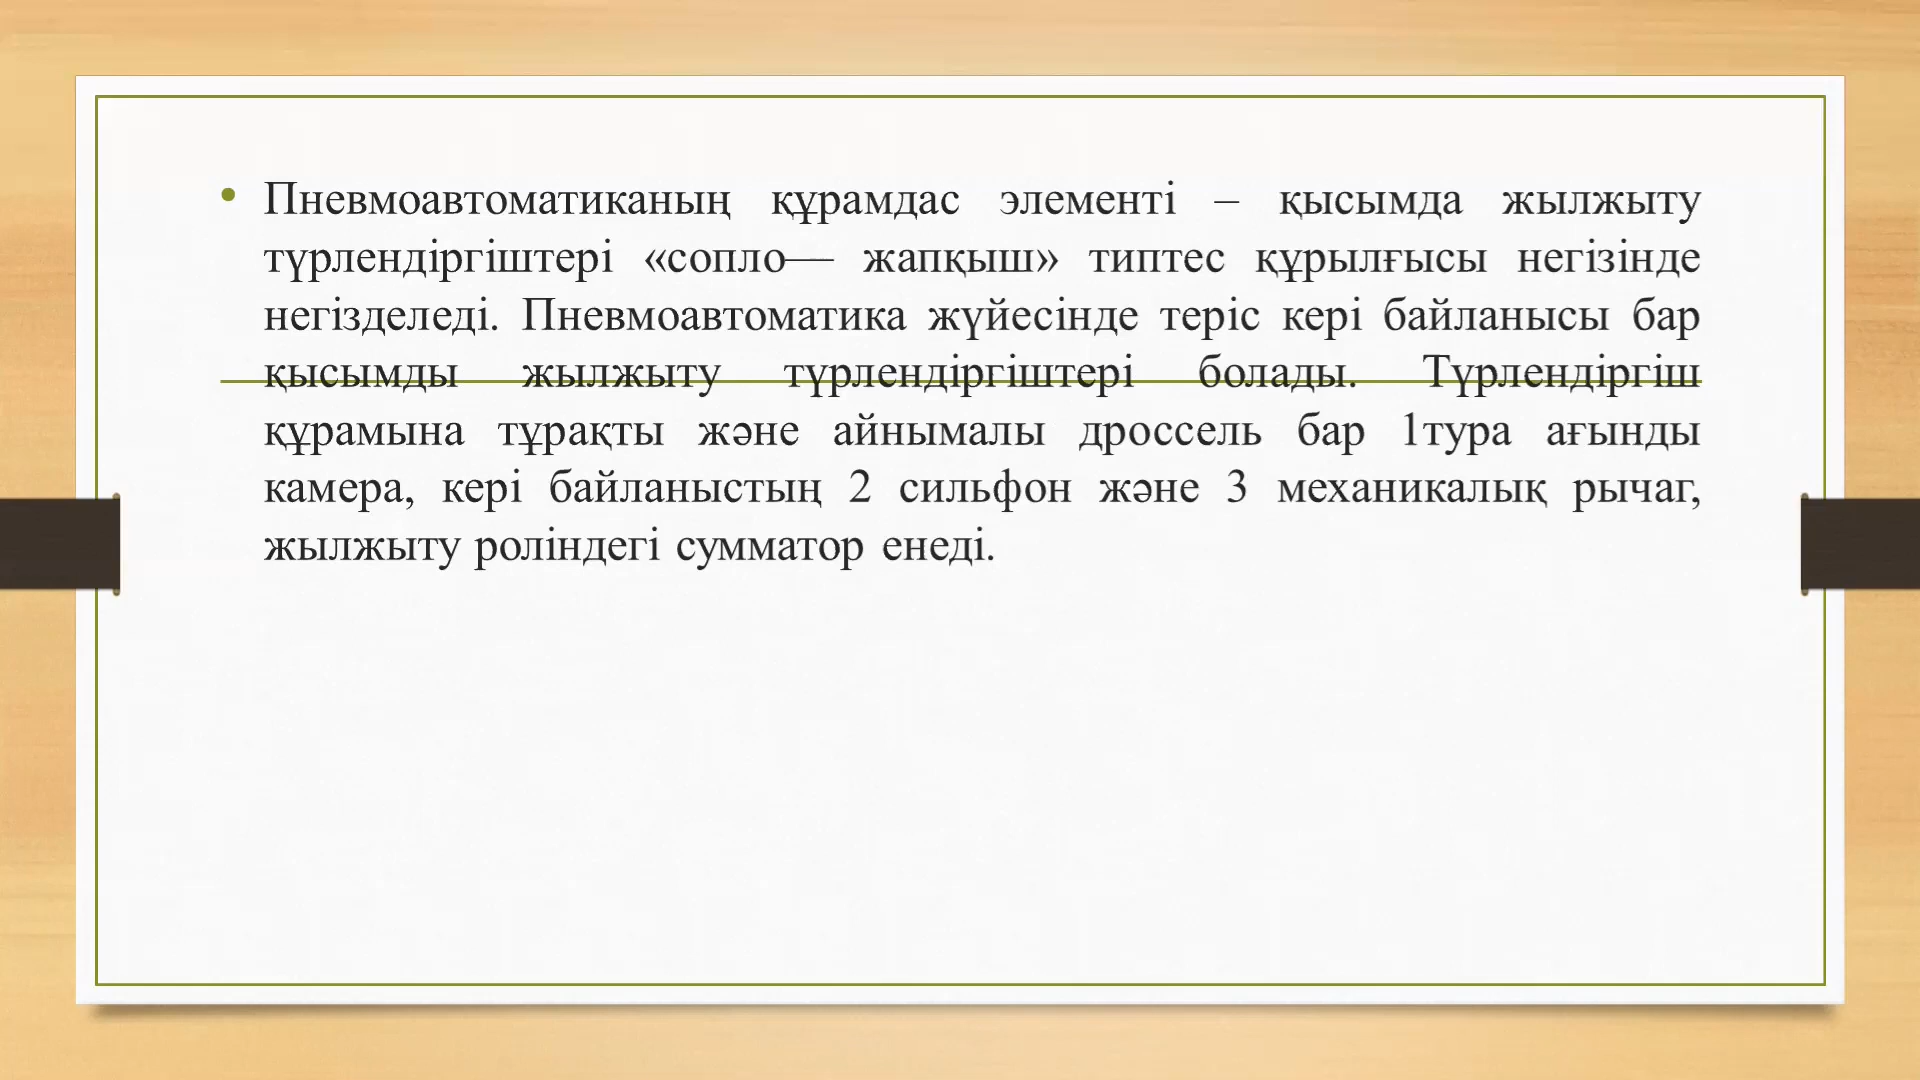 • Пневмоавтоматиканың құрамдас элементі – қысымда жылжыту
түрлендіргіштері «сопло— жапқыш» типтес құрылғысы негізінде
негізделеді. Пневмоавтоматика жүйесінде теріс кері байланысы бар
қысымды жылжыту түрлендіргіштері болады. Түрлендіргіш
құрамына тұрақты және айнымалы дроссель бар 1тура ағынды
камера, кері байланыстың 2 сильфон және 3 механикалық рычаг,
жылжыту роліндегі сумматор енеді.